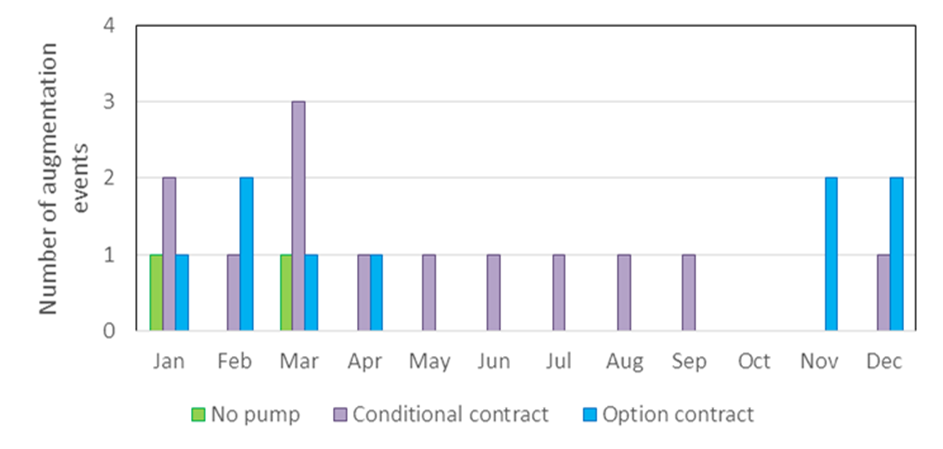 Number of augmentation
events
4
3
2
1
0
Jan Feb Mar Apr May Jun Jul Aug Sep Oct Nov Dec
No pump Conditional contract Option contract